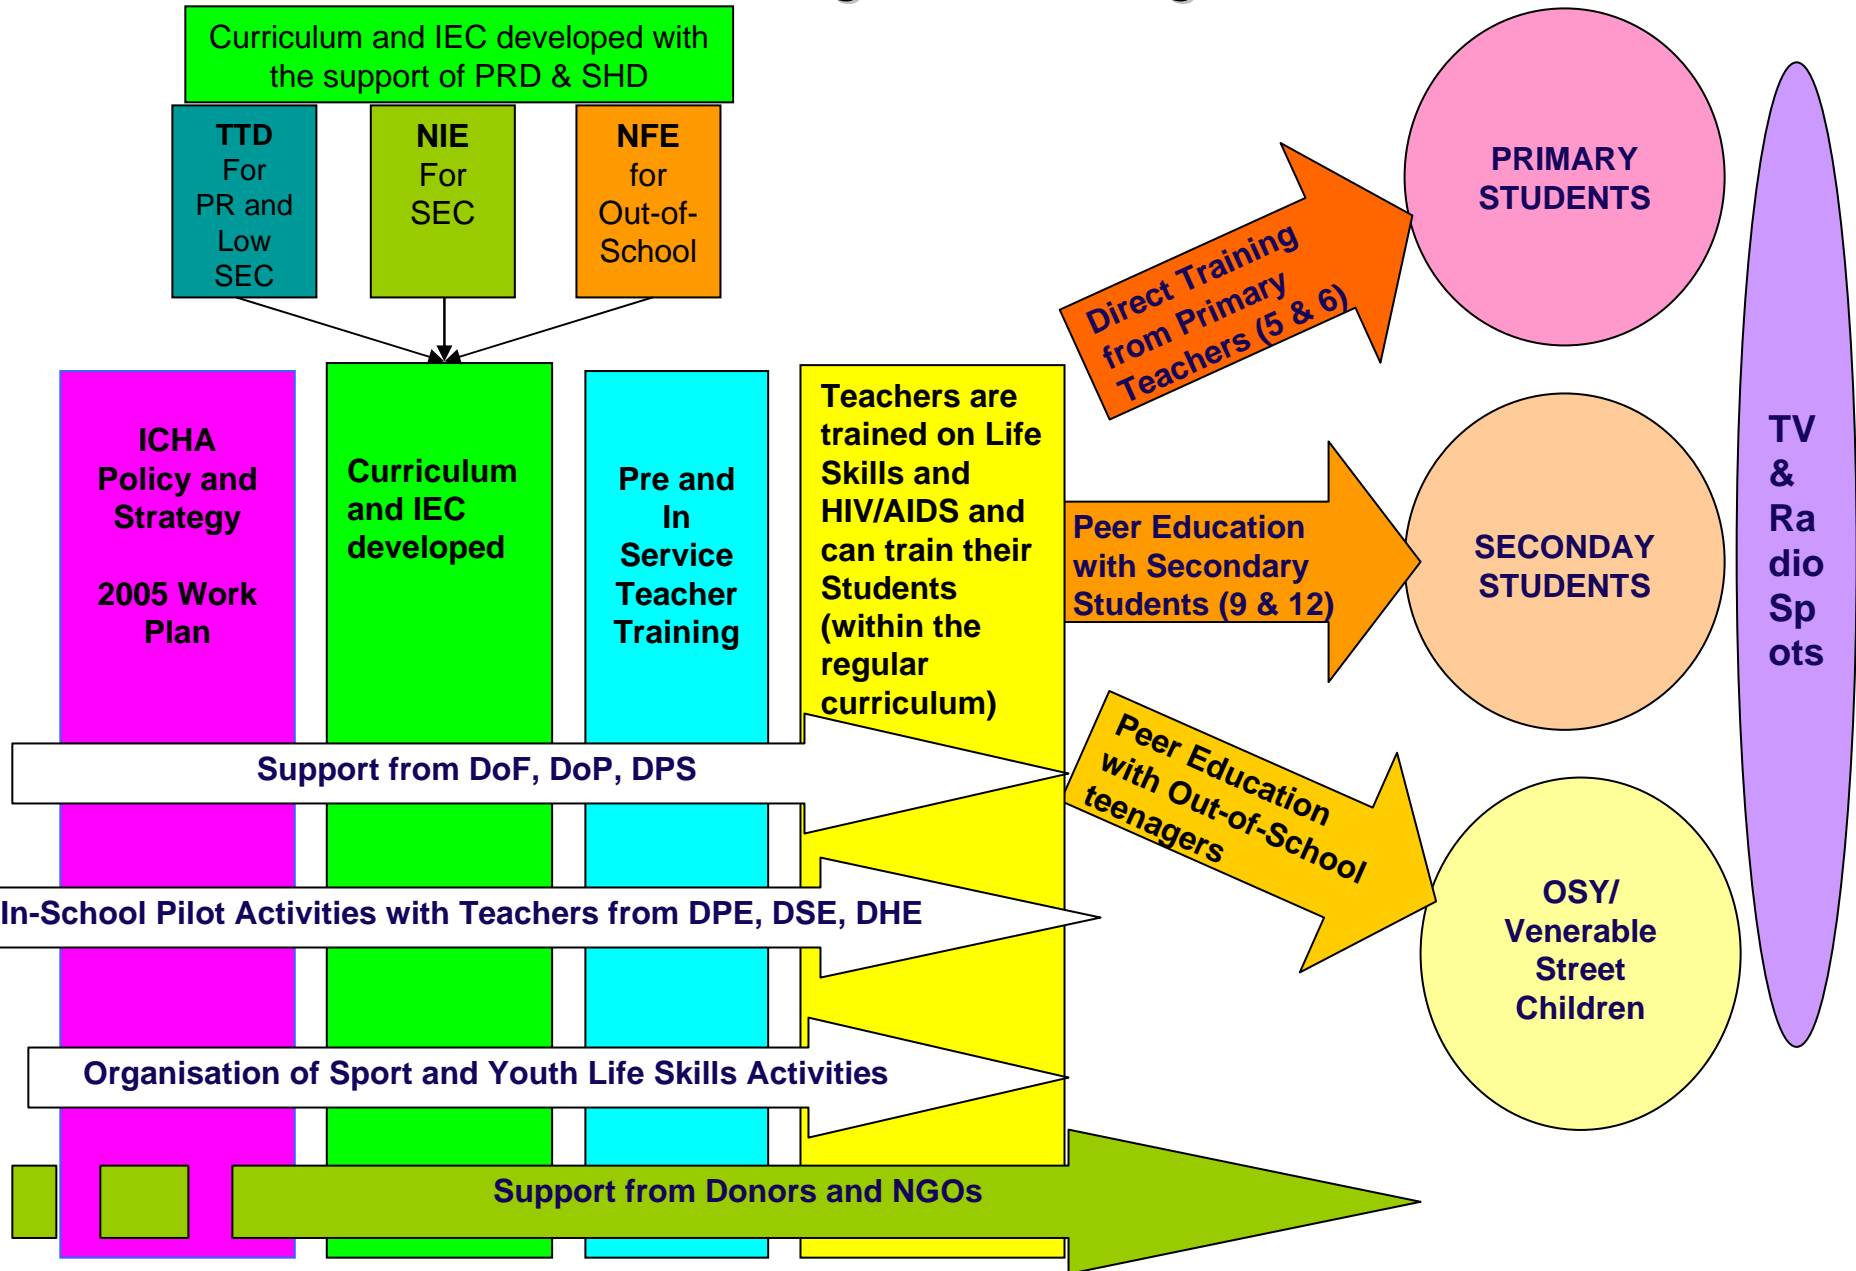 Curriculum and IEC developed with
the support of PRD & SHD
TTD
For
PR and
Low
SEC
NIE
For
SEC
NFE
for
Out-of-
School
ICHA
Policy and
Strategy
2005 Work
Plan
Curriculum
and IEC
developed
Pre and
In
Service
Teacher
Training
Teachers are
trained on Life
Skills and
HIV/AIDS and
can train their
Students
(within the
regular
curriculum)
Direct Training
from Primary
Teachers (5 & 6)
Peer Education
with Secondary
Students (9 & 12)
Peer Education
with Out-of-School
teenagers
PRIMARY
STUDENTS
SECONDAY
STUDENTS
OSY/
Venerable
Street
Children
TV
&
Ra
dio
Sp
ots
Support from DoF, DoP, DPS
In-School Pilot Activities with Teachers from DPE, DSE, DHE
Organisation of Sport and Youth Life Skills Activities
Support from Donors and NGOs